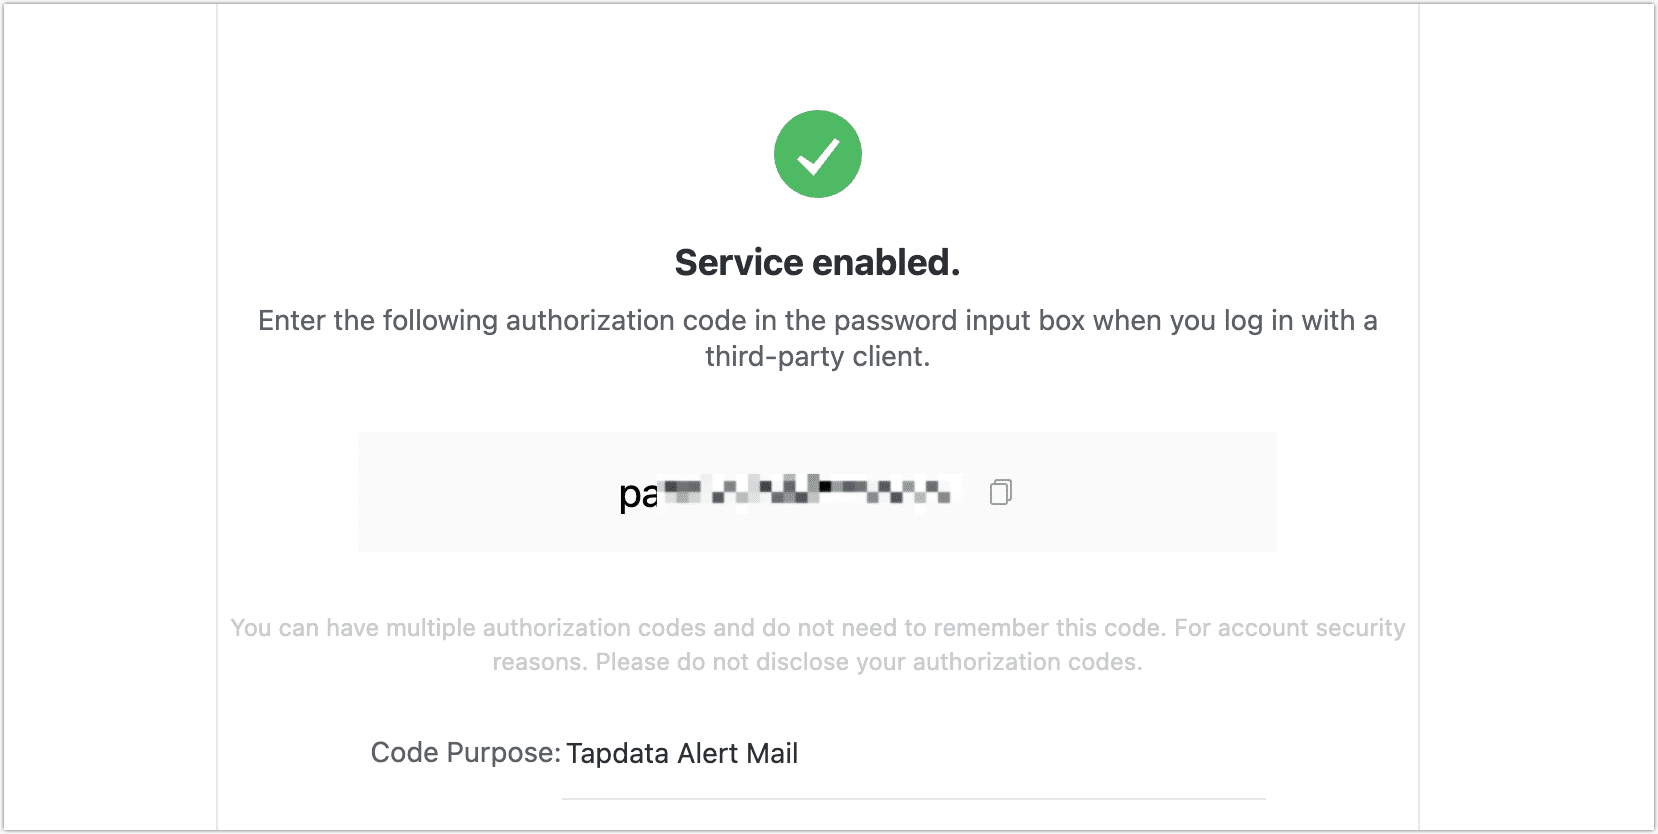 Service enabled.
Enter the following authorization code in the password input box when you log in with a
third-party client.
You can have multiple authorization codes and do not need to remember this code. For account security
reasons. Please do not disclose your authorization codes.
Code Purpose: Tapdata Alert Mail